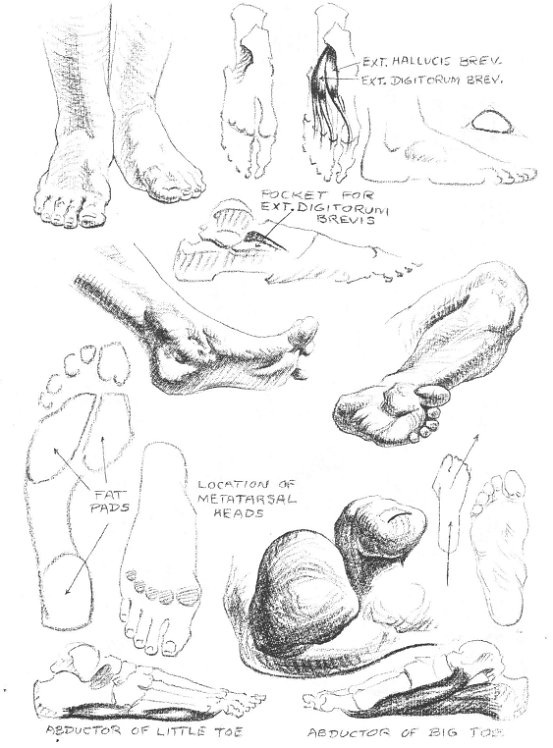 EXT. HALLUCIS BREV.
EXT. DIGITORUM BREV.
POCKET FOR
EXT. DIGITORUM
BREVIS
FAT
PADS
LOCATION OF
METATARSAL
HEADS
ABDUCTOR OF LITTLE TOE
ABDUCTOR OF BIG TOE